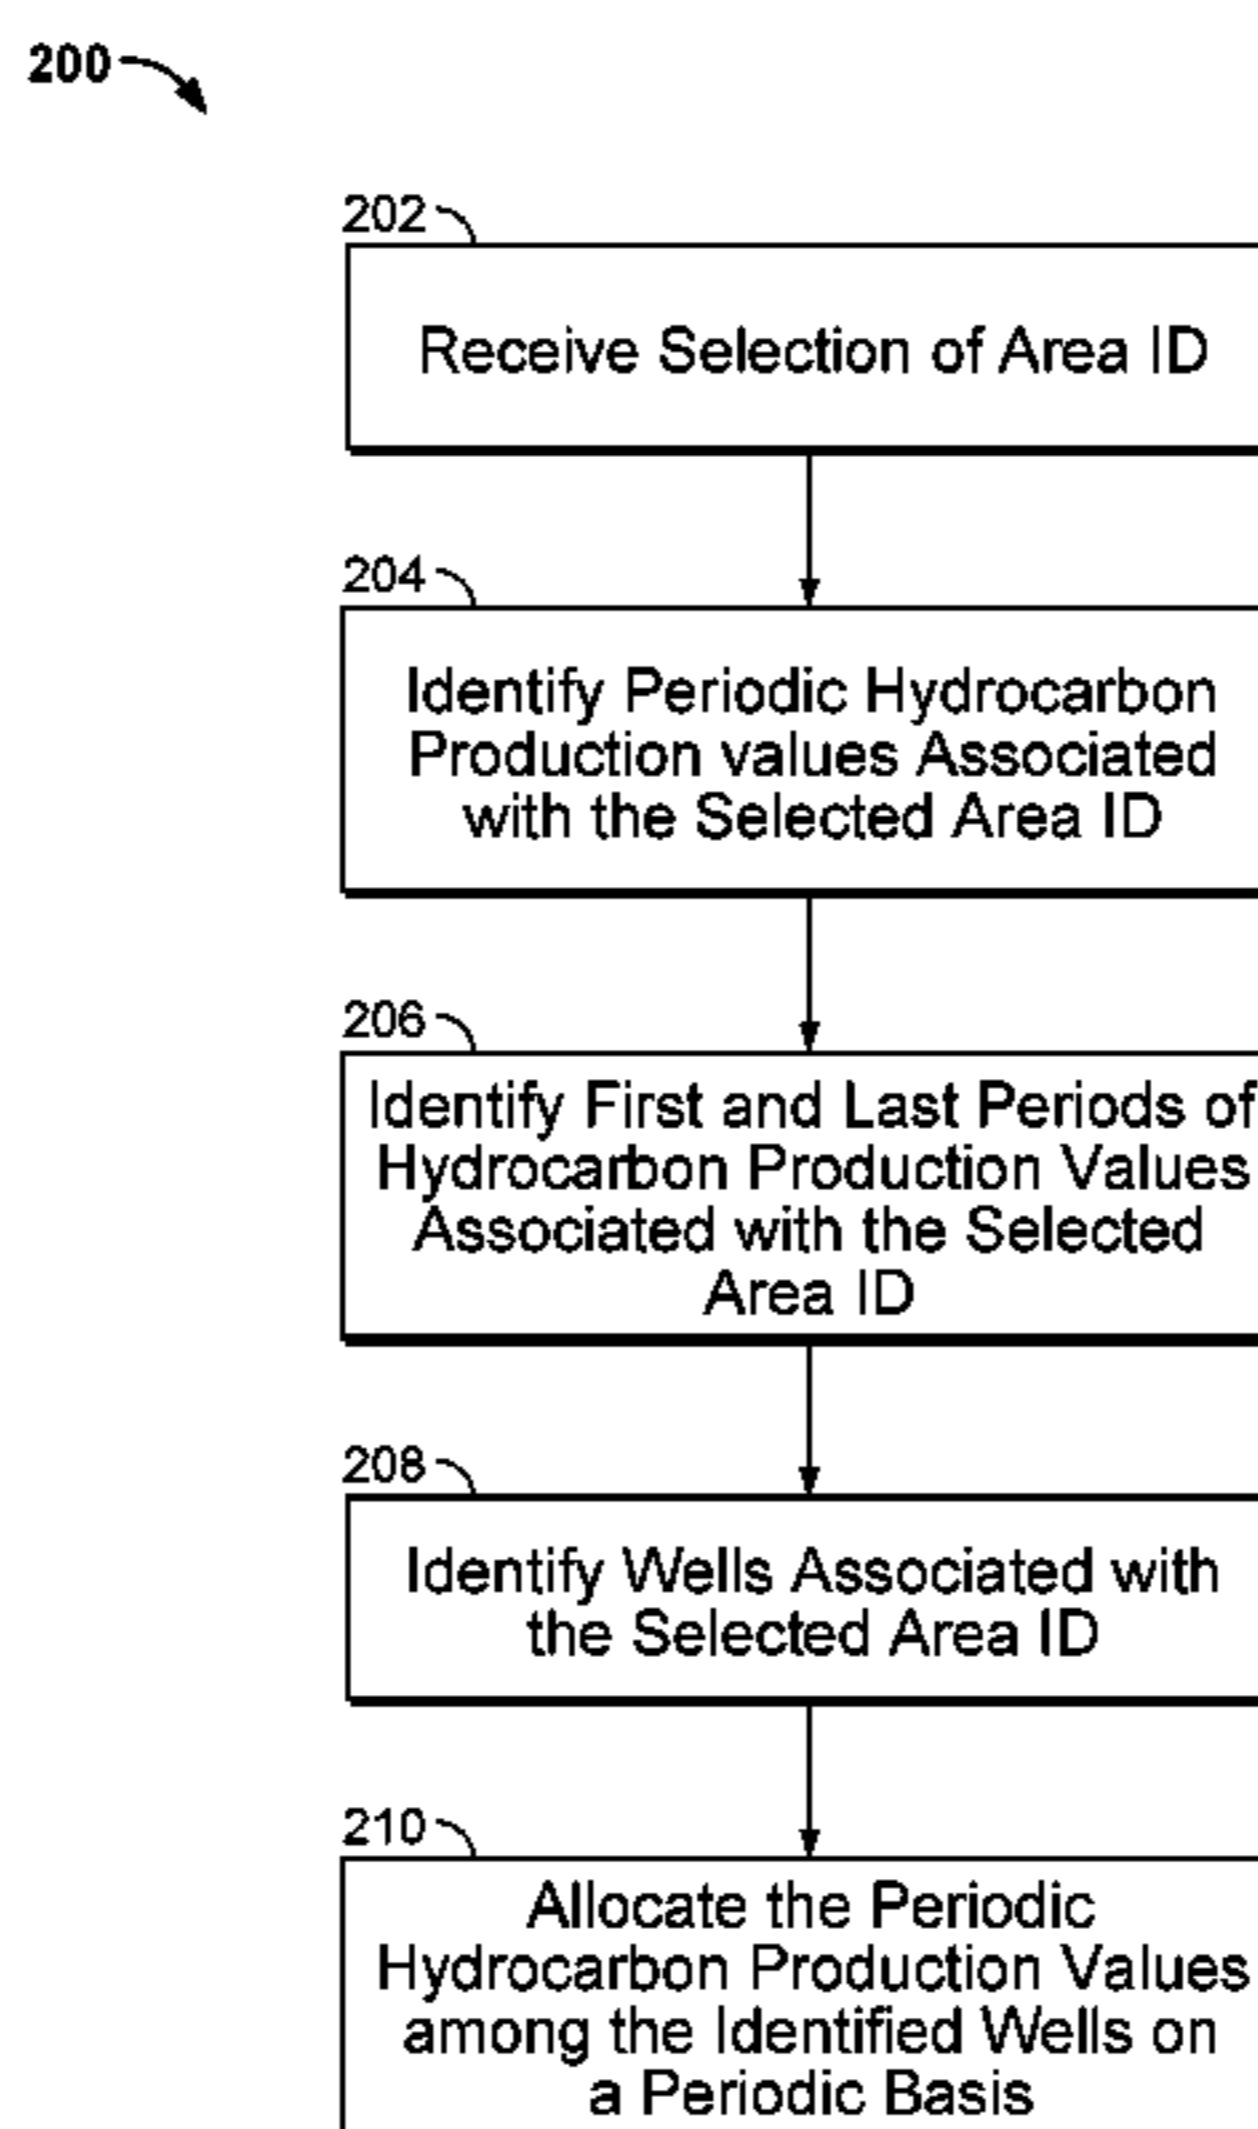 200
202
Receive Selection of Area ID
204
Identify Periodic Hydrocarbon
Production values Associated
with the Selected Area ID
206
Identify First and Last Periods of
Hydrocarbon Production Values
Associated with the Selected
Area ID
208
Identify Wells Associated with
the Selected Area ID
210
Allocate the Periodic
Hydrocarbon Production Values
among the Identified Wells on
a Periodic Basis